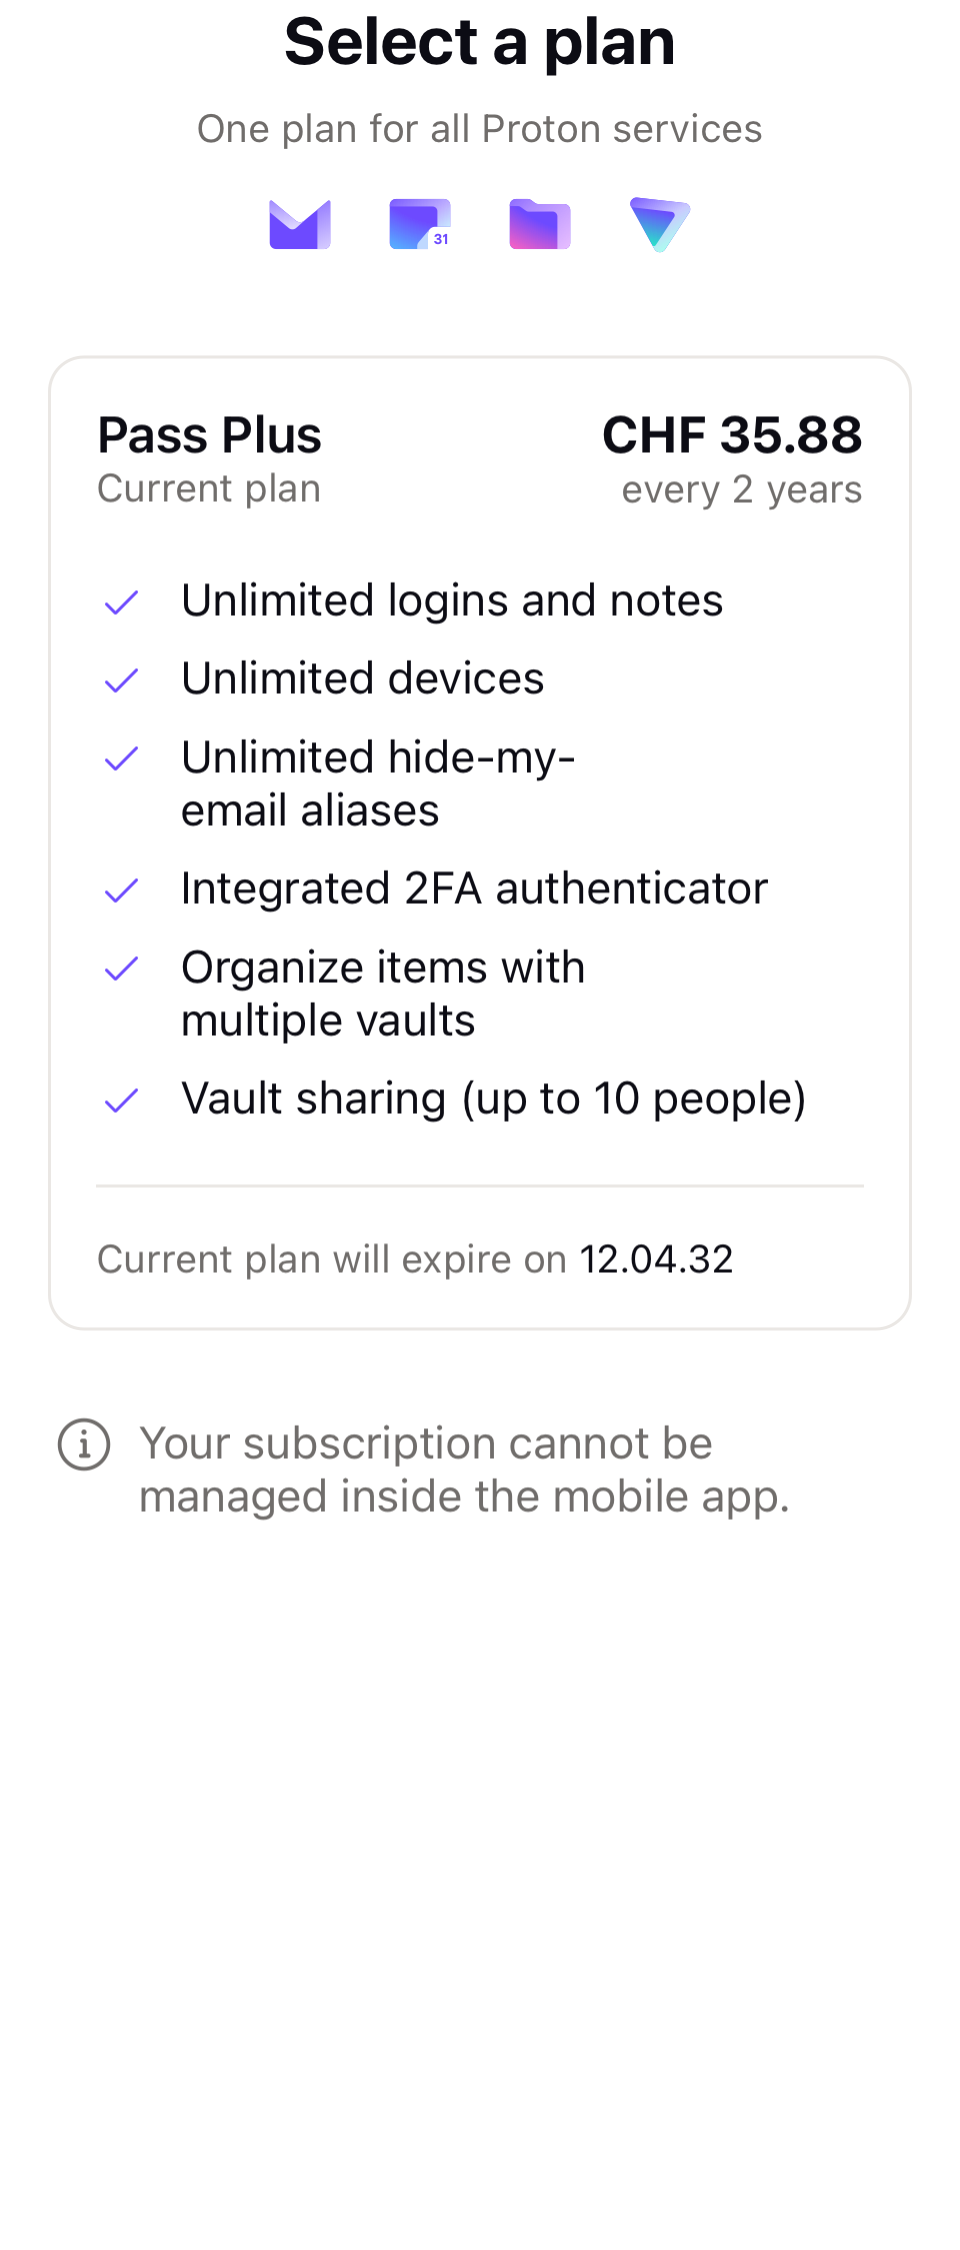 Select a plan
One plan for all Proton services
31
Pass Plus
CHF 35.88
Current plan
every 2 years
Unlimited logins and notes
Unlimited devices
Unlimited hide-my-
email aliases
Integrated 2FA authenticator
Organize items with
multiple vaults
Vault sharing (up to 10 people)
Current plan will expire on 12.04.32
Your subscription cannot be
managed inside the mobile app.